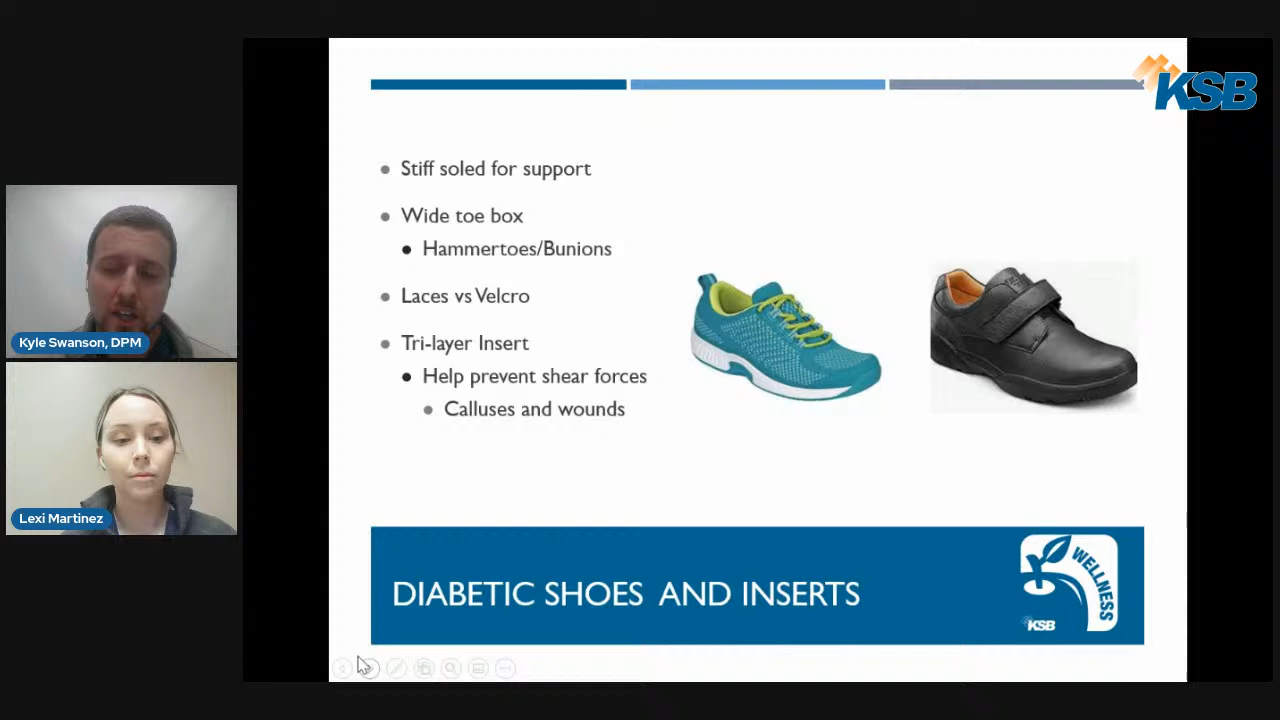 KSB
Stiff soled for support
Wide toe box
Hammertoes/Bunions
Laces vs Velcro
Tri-layer Insert
Help prevent shear forces
Calluses and wounds
Kyle Swanson, DPM
Lexi Martinez
DIABETIC SHOES AND INSERTS
WELLNESS
KSB